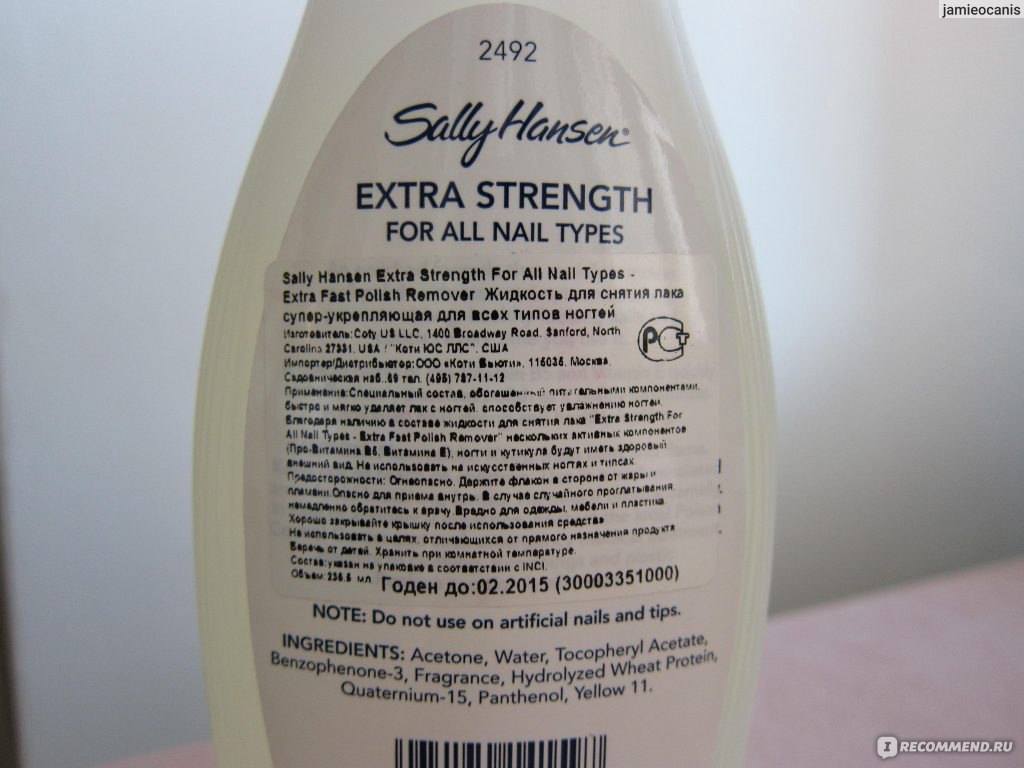 jamieocanis
2492
Sally Hansen®
EXTRA STRENGTH
FOR ALL NAIL TYPES
Sally Hansen Extra Strength For All Nail Types -
Extra Fast Polish Remover Жидкость для снятия лака
супер-укрепляющая для всех типов ногтей
Изготовитель:Coty US LLC. 1400 Broadway Road. Sanford, North
Carolina 27331. USA / "Коти ЮС ЛЛС". США
Импортер/Дистрибьютор:ООО «Коти Бьюти». 115035. Москва.
Садовническая наб..69 тел. (495) 787-11-12
РСТ
Применение:Специальный состав, обогащенный питательными компонентами,
быстро и мягко удаляет лак с ногтей, способствует увлажнению ногтей.
Благодаря наличию в составе жидкости для снятия лака "Extra Strength For
All Nail Types - Extra Fast Polish Remover" нескольких активных компонентов
(Про-Витамина В5, Витамина Е), ногти и кутикула будут иметь здоровый
внешний вид. Не использовать на искусственных ногтях и типсах
Предосторожности: Огнеопасно. Держите флакон в стороне от жары и
пламени.Опасно для приема внутрь. В случае случайного проглатывания,
немедленно обратитесь к врачу.Вредно для одежды, мебели и пластика.
Хорошо закрывайте крышку после использования средства
Не использовать в целях, отличающихся от прямого назначения продукта
Беречь от детей. Хранить при комнатной температуре.
Состав:указан на упаковке в соответствии с INCI.
Объем: 236.6 мл. Годен до:02.2015 (30003351000)
NOTE: Do not use on artificial nails and tips.
INGREDIENTS: Acetone, Water, Tocopheryl Acetate,
Benzophenone-3, Fragrance, Hydrolyzed Wheat Protein,
Quaternium-15, Panthenol, Yellow 11.
IRECOMMEND.RU